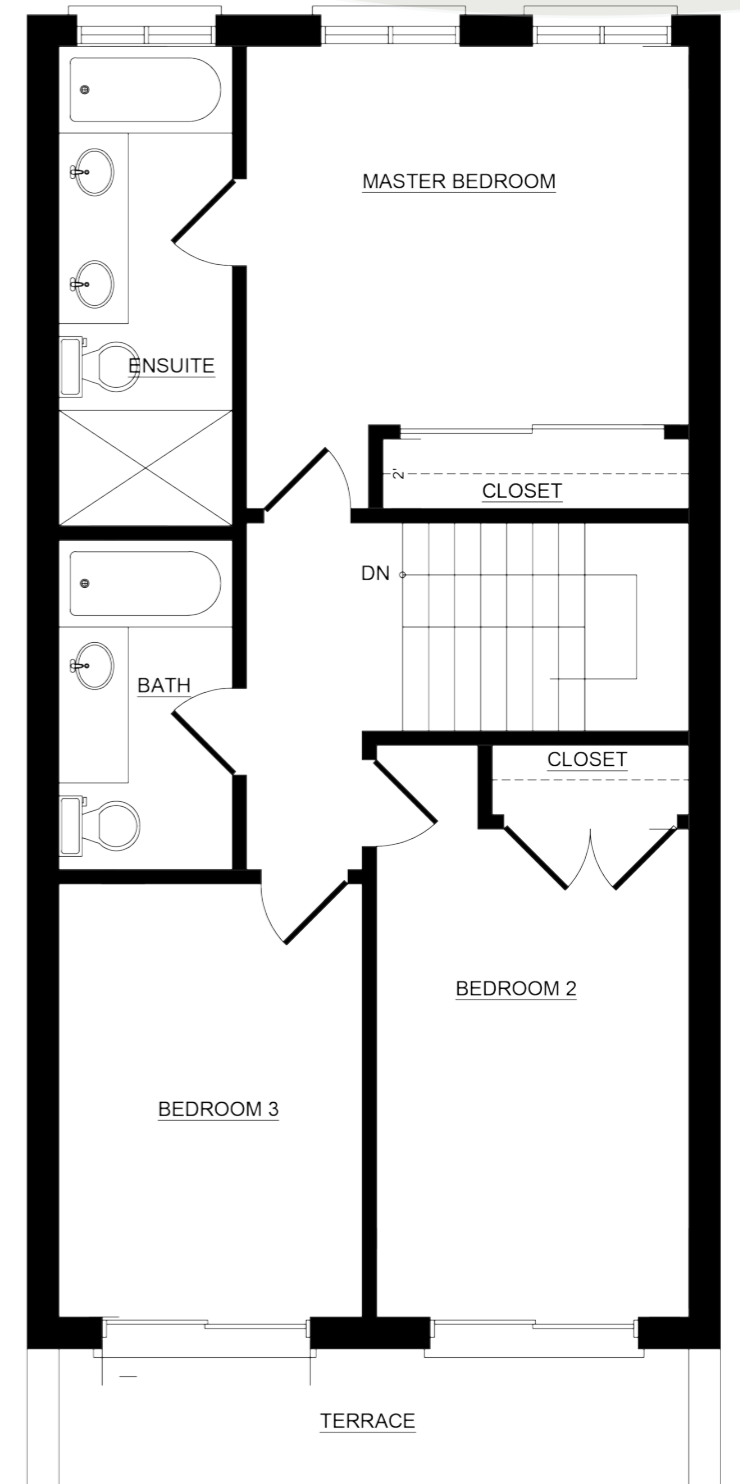 MASTER BEDROOM
ENSUITE
2'
CLOSET
DN
BATH
CLOSET
BEDROOM 2
BEDROOM 3
TERRACE